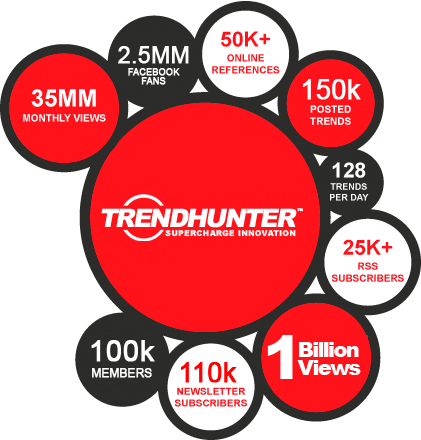 35MM
MONTHLY VIEWS
2.5MM
FACEBOOK
FANS
50K+
ONLINE
REFERENCES
150k
POSTED
TRENDS
128
TRENDS
PER DAY
25K+
RSS
SUBSCRIBERS
1 Billion
Views
110k
NEWSLETTER
SUBSCRIBERS
100k
MEMBERS
TRENDHUNTER™
SUPERCHARGE INNOVATION